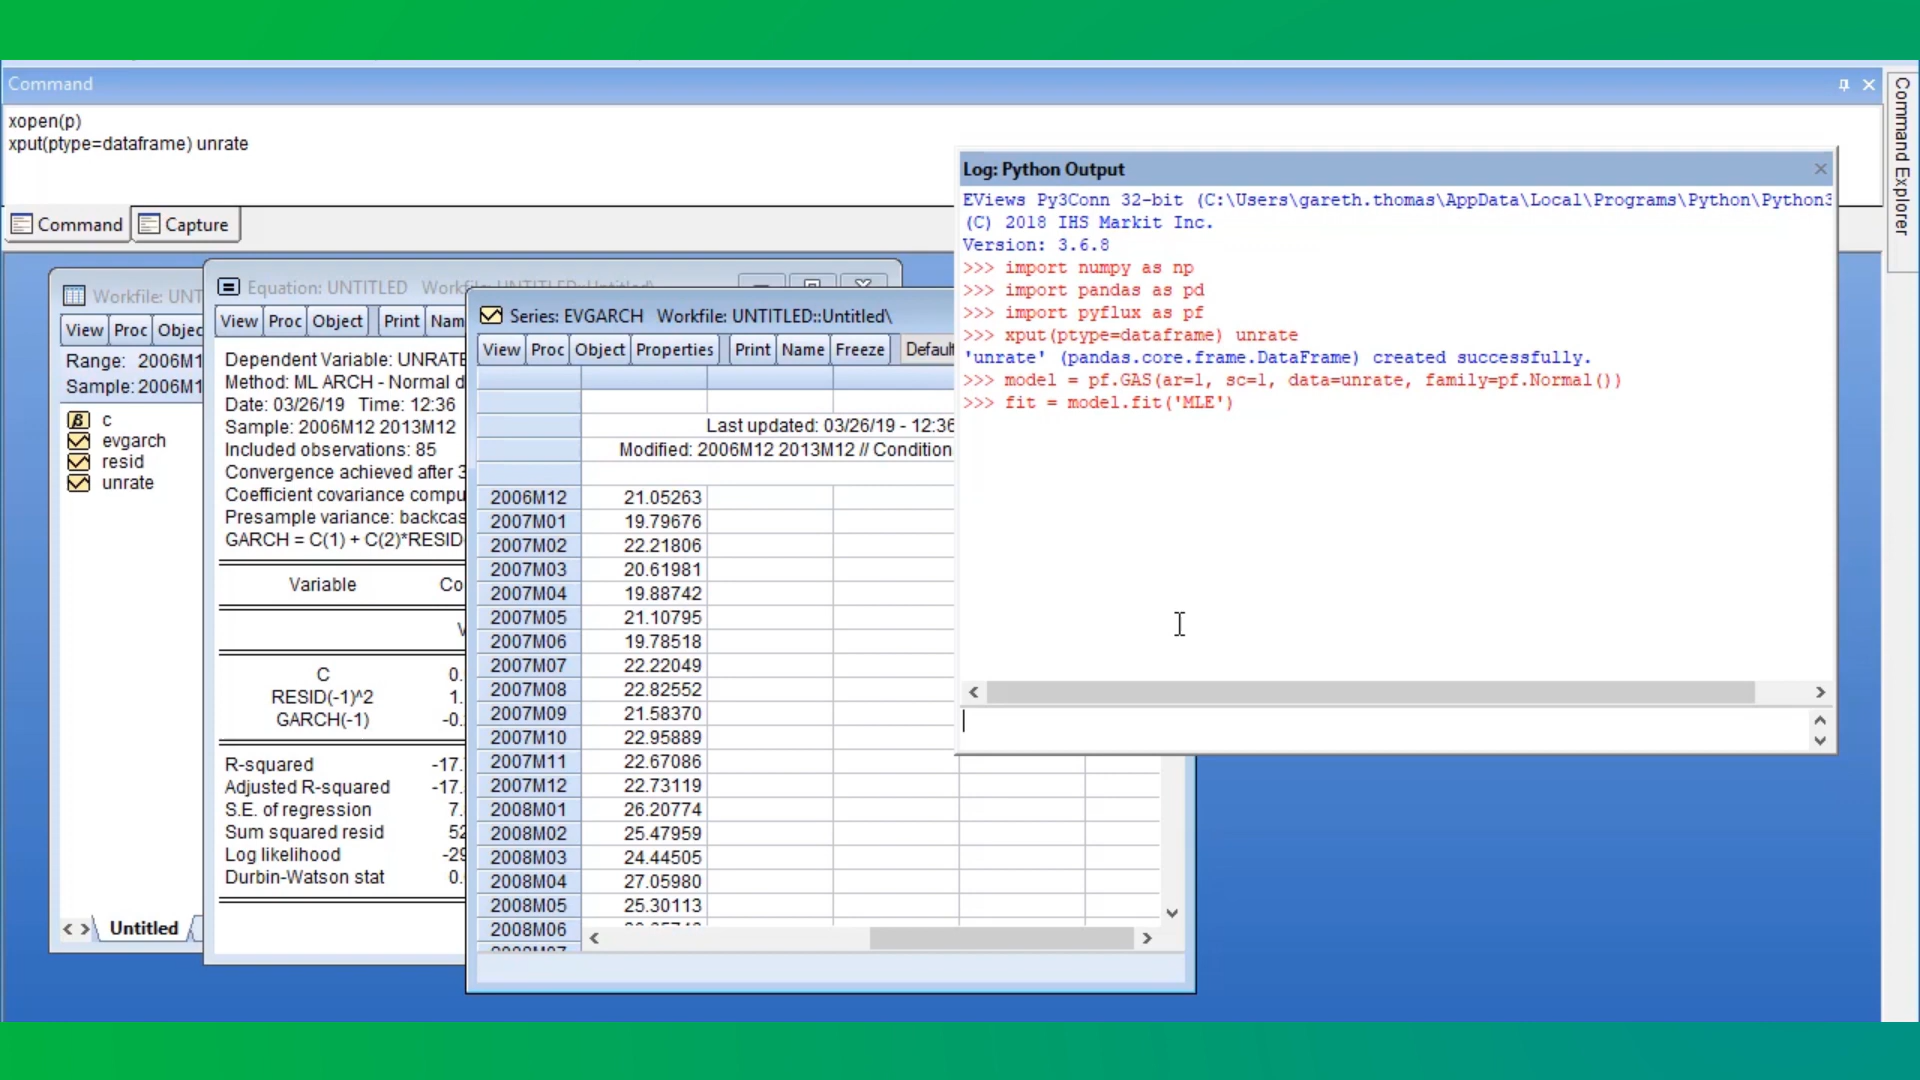 Command
xopen(p)
xput(ptype=dataframe) unrate
Command
Capture
Command Explorer
Workfile: UNT
View Proc Objec
Range: 2006M1
Sample: 2006M1
c
evgarch
resid
unrate
Untitled
Equation: UNTITLED
View Proc Object Print Nam
Dependent Variable: UNRATE
Method: ML ARCH - Normal d
Date: 03/26/19 Time: 12:36
Sample: 2006M12 2013M12
Included observations: 85
Convergence achieved after 3
Coefficient covariance compu
Presample variance: backcas
GARCH = C(1) + C(2)*RESID
Variable Co
C 0.
RESID(-1)^2 1.
GARCH(-1) -0.
R-squared -17.
Adjusted R-squared -17.
S.E. of regression 7.
Sum squared resid 52
Log likelihood -29
Durbin-Watson stat 0.
Series: EVGARCH Workfile: UNTITLED::Untitled\
View Proc Object Properties Print Name Freeze Default
Last updated: 03/26/19 - 12:36
Modified: 2006M12 2013M12 // Condition
2006M12 21.05263
2007M01 19.79676
2007M02 22.21806
2007M03 20.61981
2007M04 19.88742
2007M05 21.10795
2007M06 19.78518
2007M07 22.22049
2007M08 22.82552
2007M09 21.58370
2007M10 22.95889
2007M11 22.67086
2007M12 22.73119
2008M01 26.20774
2008M02 25.47959
2008M03 24.44505
2008M04 27.05980
2008M05 25.30113
2008M06
Log: Python Output
EViews Py3Conn 32-bit (C:\Users\gareth.thomas\AppData\Local\Programs\Python\Python3
(C) 2018 IHS Markit Inc.
Version: 3.6.8
>>> import numpy as np
>>> import pandas as pd
>>> import pyflux as pf
>>> xput(ptype=dataframe) unrate
'unrate' (pandas.core.frame.DataFrame) created successfully.
>>> model = pf.GAS(ar=1, sc=1, data=unrate, family=pf.Normal())
>>> fit = model.fit('MLE')